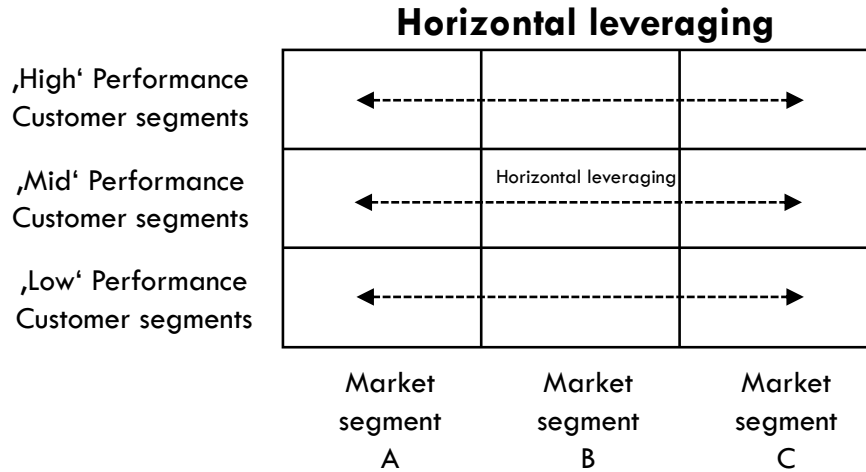 Horizontal leveraging
‚High‘ Performance
Customer segments
‚Mid‘ Performance
Customer segments
Horizontal leveraging
‚Low‘ Performance
Customer segments
Market
segment
A
Market
segment
B
Market
segment
C